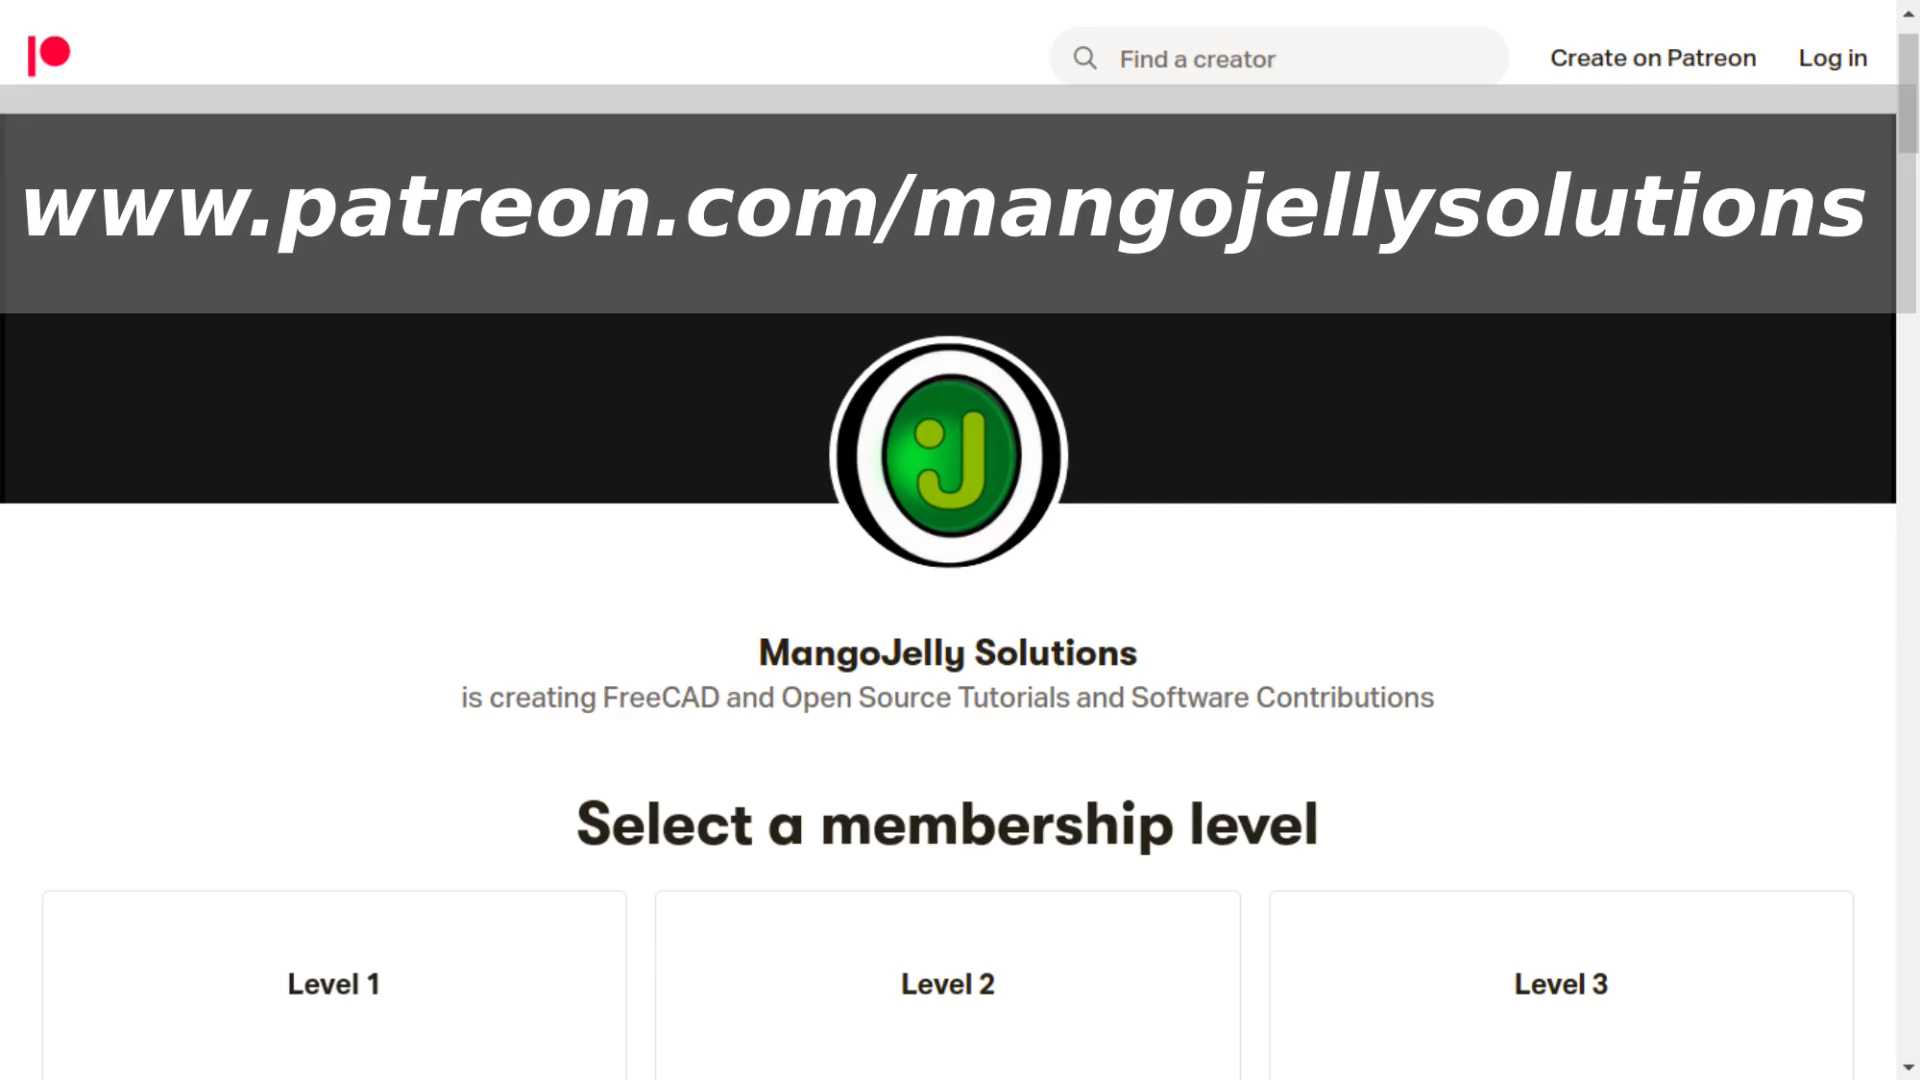 Find a creator
Create on Patreon
Log in
www.patreon.com/mangojellysolutions
MangoJelly Solutions
is creating FreeCAD and Open Source Tutorials and Software Contributions
Select a membership level
Level 1
Level 2
Level 3